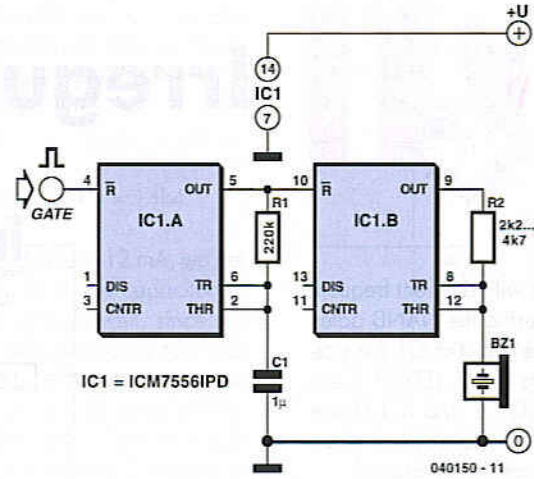 +U
+
14
IC1
7
GATE
4
R
OUT
5
10
R
OUT
9
IC1.A
R1
220k
IC1.B
R2
2k2...
4k7
1
DIS
TR
6
13
DIS
TR
8
3
CNTR
THR
2
11
CNTR
THR
12
IC1 = ICM7556IPD
C1
1µ
BZ1
0
040150 - 11